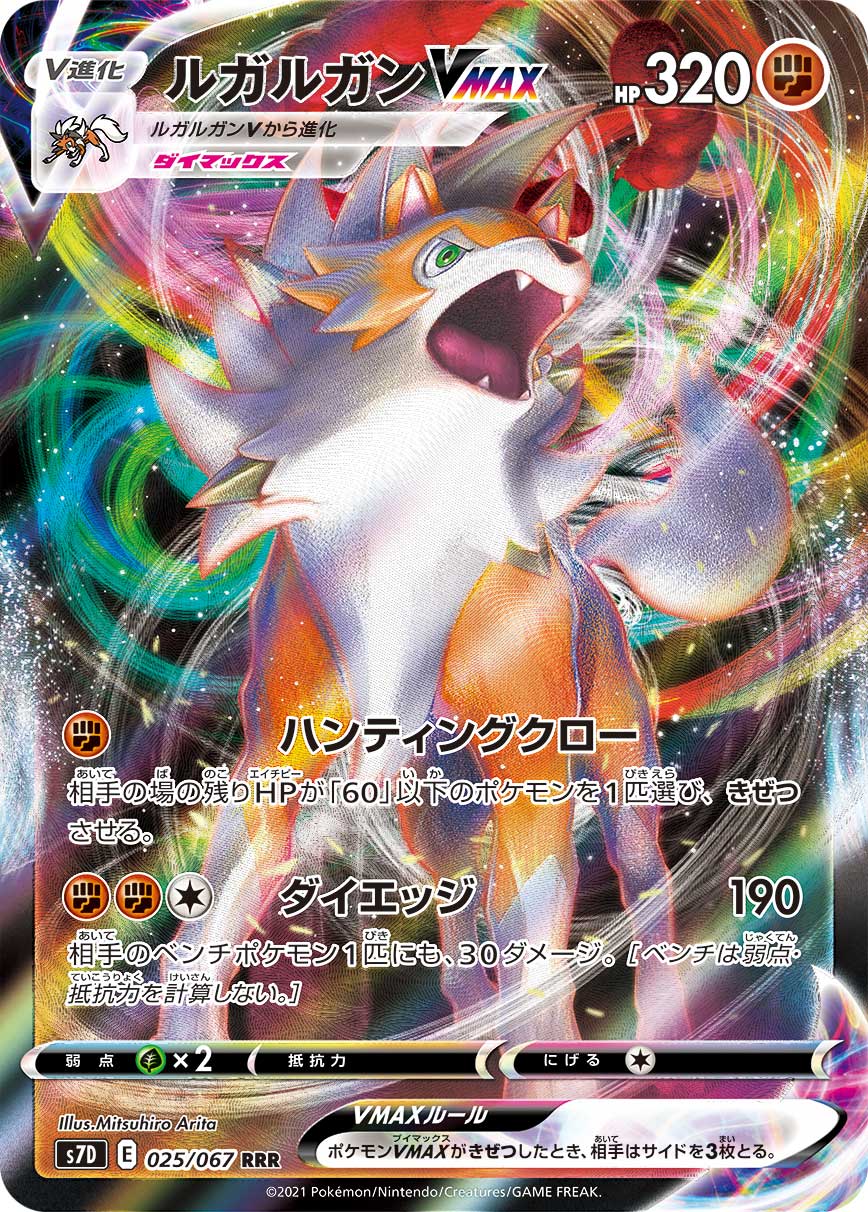 V進化
ルガルガンVMAX
HP320
ルガルガンVから進化
ダイマックス
ハンティングクロー
相手の場の残りHPが「60」以下のポケモンを1匹選び、きぜつ
させる。
ダイエッジ 190
相手のベンチポケモン1匹にも、30ダメージ。[ベンチは弱点・
抵抗力を計算しない。]
弱点 ×2 抵抗力 にげる
Illus.Mitsuhiro Arita
VMAXルール
ポケモンVMAXがきぜつしたとき、相手はサイドを3枚とる。
s7D E 025/067 RRR
©2021 Pokémon/Nintendo/Creatures/GAME FREAK.